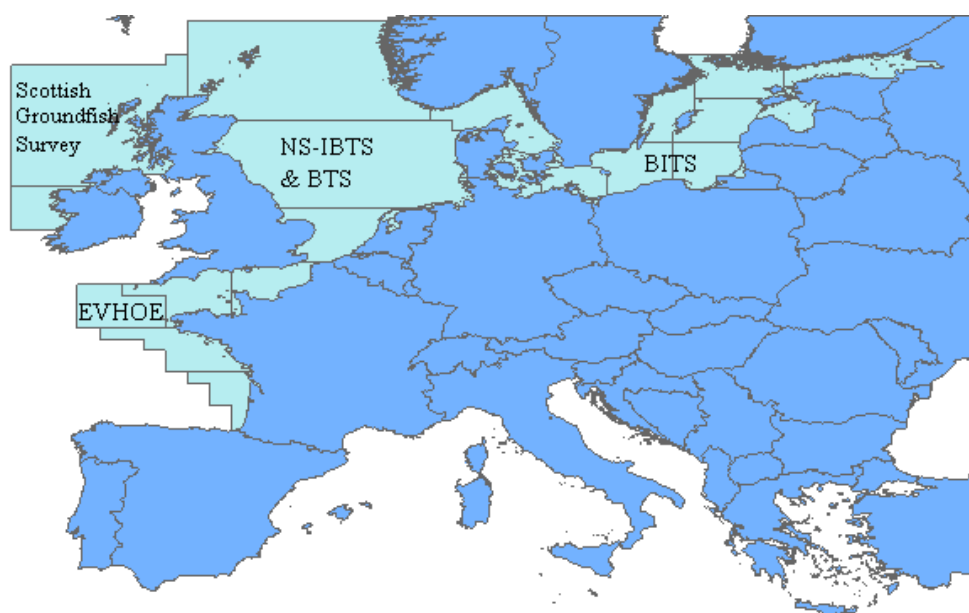 Scottish
Groundfish
Survey
NS-IBTS
& BTS
BITS
EVHOE